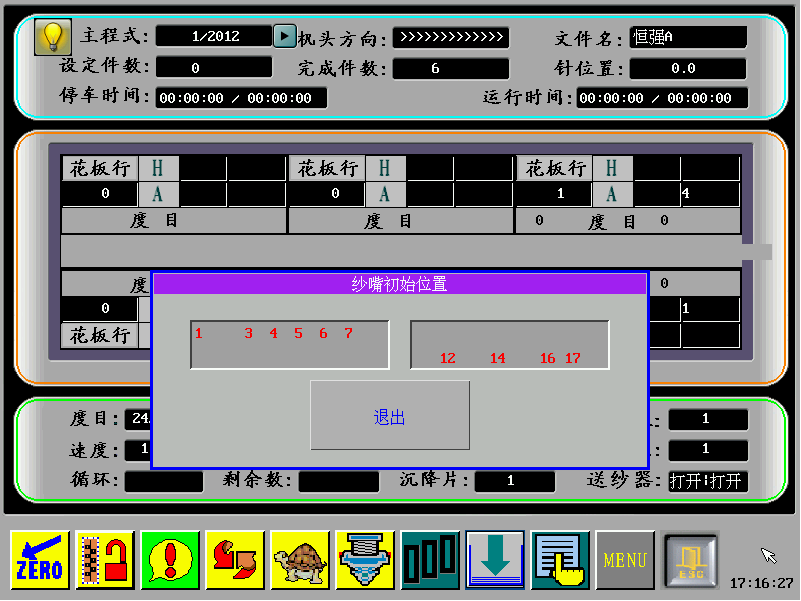 主程式: 1/2012 机头方向: >>>>>>>>>>>>> 文件名: 恒强A
设定件数: 0 完成件数: 6 针位置: 0.0
停车时间: 00:00:00 / 00:00:00 运行时间: 00:00:00 / 00:00:00
花板行 H 花板行 H 花板行 H
0 A 0 A 1 A 4
度 目 度 目 0 度 目 0
度 0
0 1
花板行
纱嘴初始位置
1 3 4 5 6 7
12 14 16 17
退出
度目: 24 1
速度: 1 1
循环: 剩余数: 沉降片: 1 送纱器: 打开|打开
ZERO MENU ESC
17:16:27